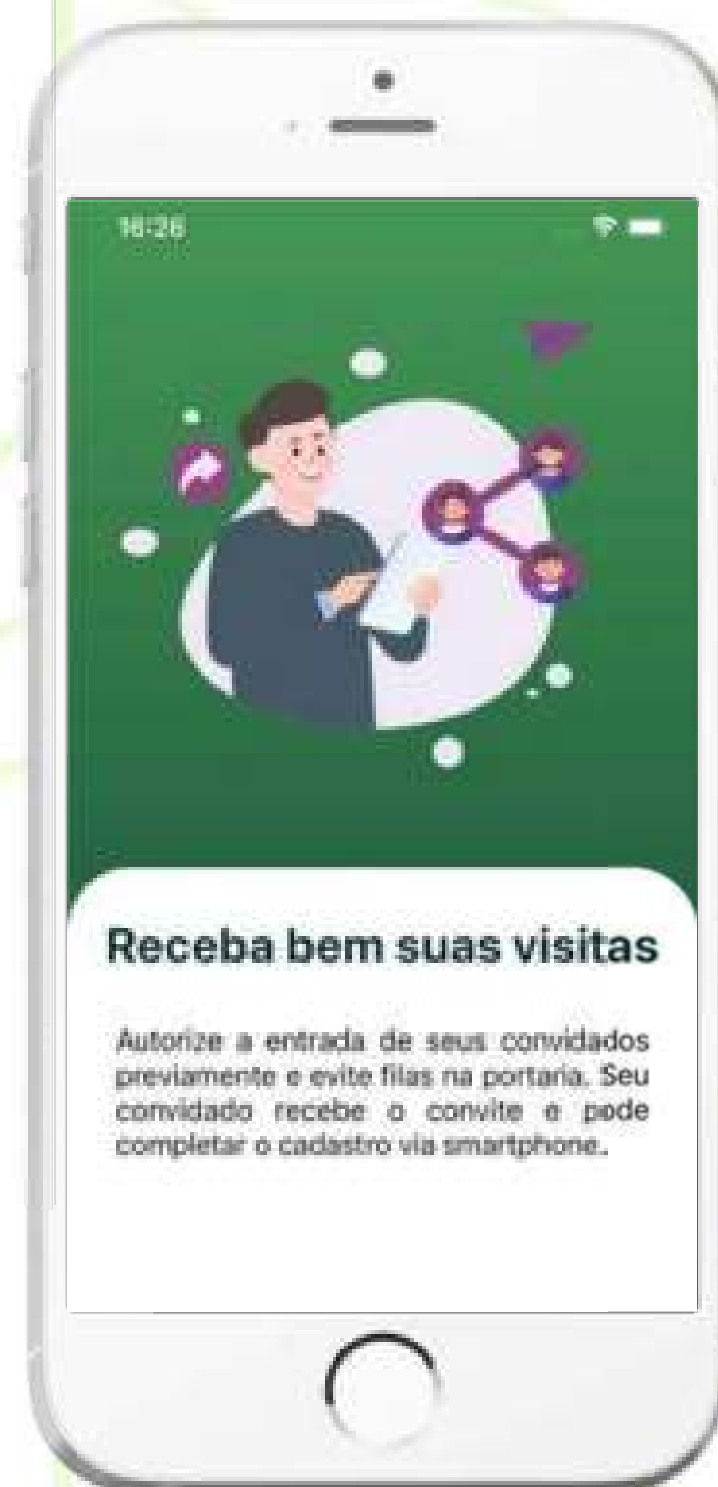 16:26
Receba bem suas visitas
Autorize a entrada de seus convidados
previamente e evite filas na portaria. Seu
convidado recebe o convite e pode
completar o cadastro via smartphone.